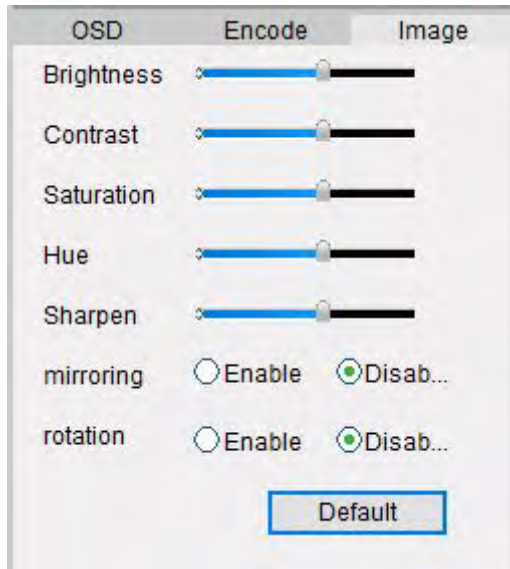 OSD Encode Image
Brightness
Contrast
Saturation
Hue
Sharpen
mirroring Enable Disab...
rotation Enable Disab...
Default